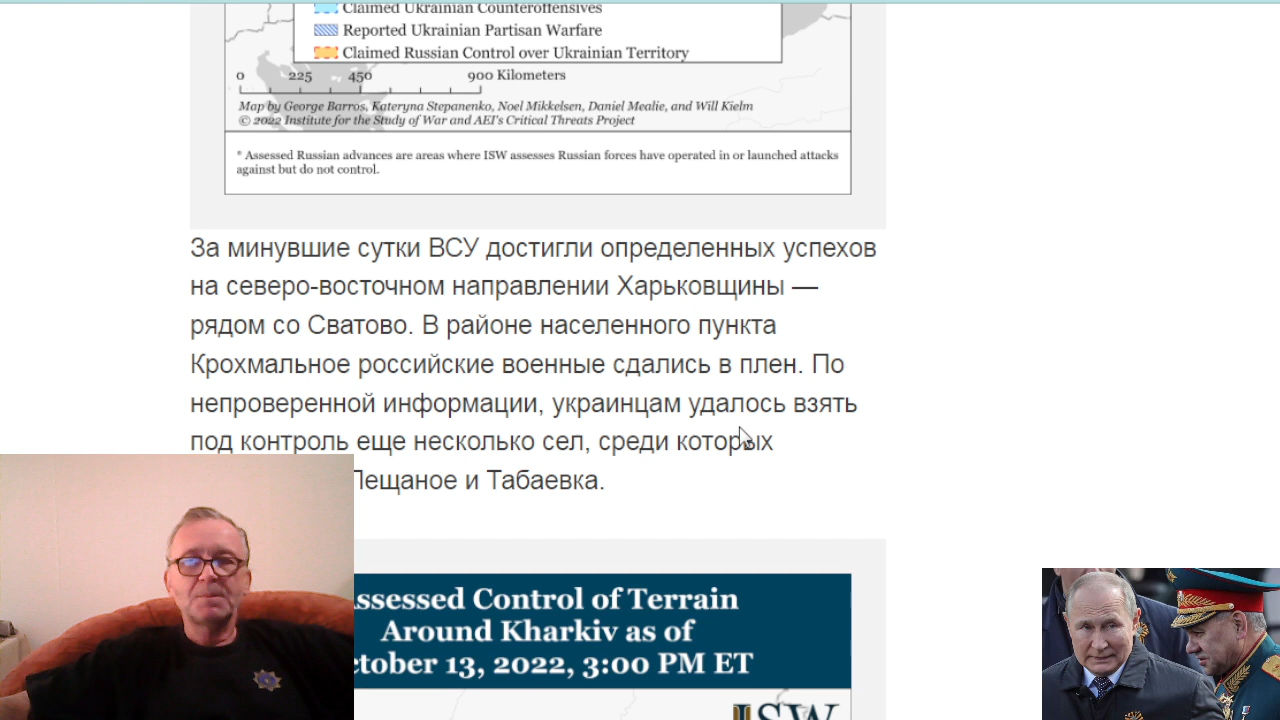 Claimed Ukrainian Counteroffensives
Reported Ukrainian Partisan Warfare
Claimed Russian Control over Ukrainian Territory
0 225 450 900 Kilometers
Map by George Barros, Kateryna Stepanenko, Noel Mikkelsen, Daniel Mealie, and Will Kielm
© 2022 Institute for the Study of War and AEI's Critical Threats Project
* Assessed Russian advances are areas where ISW assesses Russian forces have operated in or launched attacks
against but do not control.
За минувшие сутки ВСУ достигли определенных успехов
на северо-восточном направлении Харьковщины —
рядом со Сватово. В районе населенного пункта
Крохмальное российские военные сдались в плен. По
непроверенной информации, украинцам удалось взять
под контроль еще несколько сел, среди которых
Пещаное и Табаевка.
ssessed Control of Terrain
Around Kharkiv as of
ctober 13, 2022, 3:00 PM ET
ISW